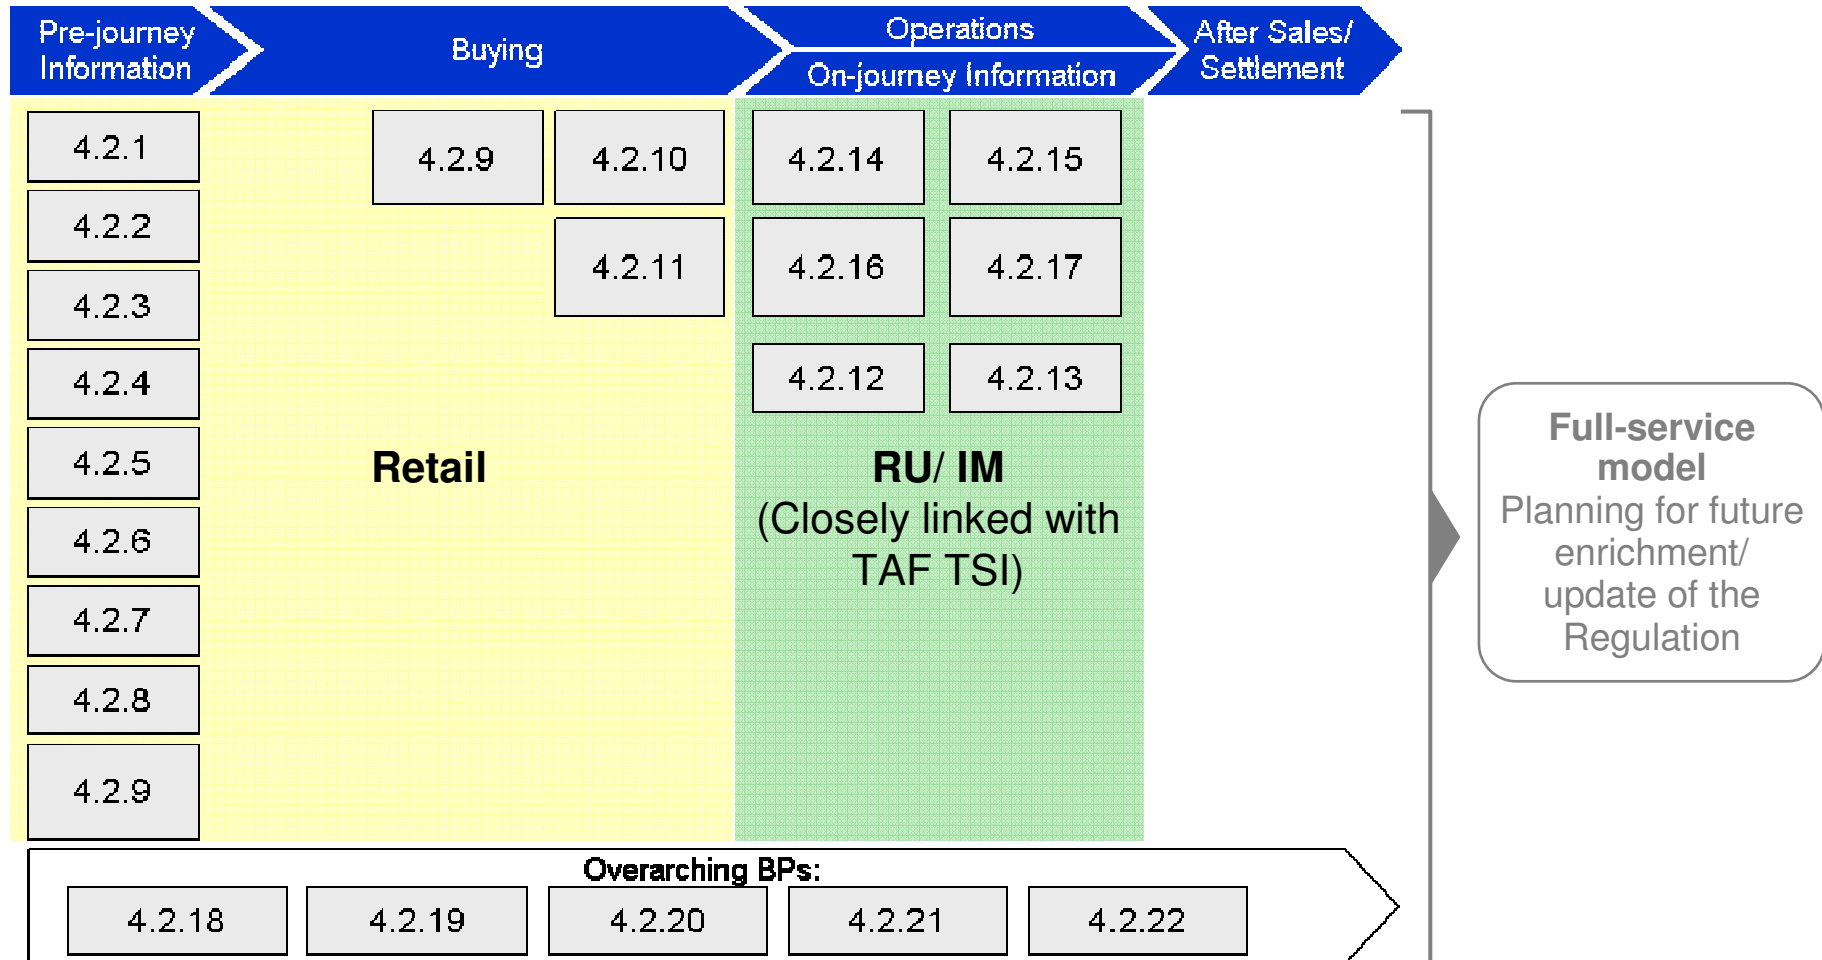 Pre-journey
Information
Buying
Operations
On-journey Information
After Sales/
Settlement
4.2.1
4.2.2
4.2.3
4.2.4
4.2.5
4.2.6
4.2.7
4.2.8
4.2.9
4.2.9
4.2.10
4.2.11
Retail
4.2.14
4.2.15
4.2.16
4.2.17
4.2.12
4.2.13
RU/ IM
(Closely linked with
TAF TSI)
Full-service
model
Planning for future
enrichment/
update of the
Regulation
Overarching BPs:
4.2.18
4.2.19
4.2.20
4.2.21
4.2.22